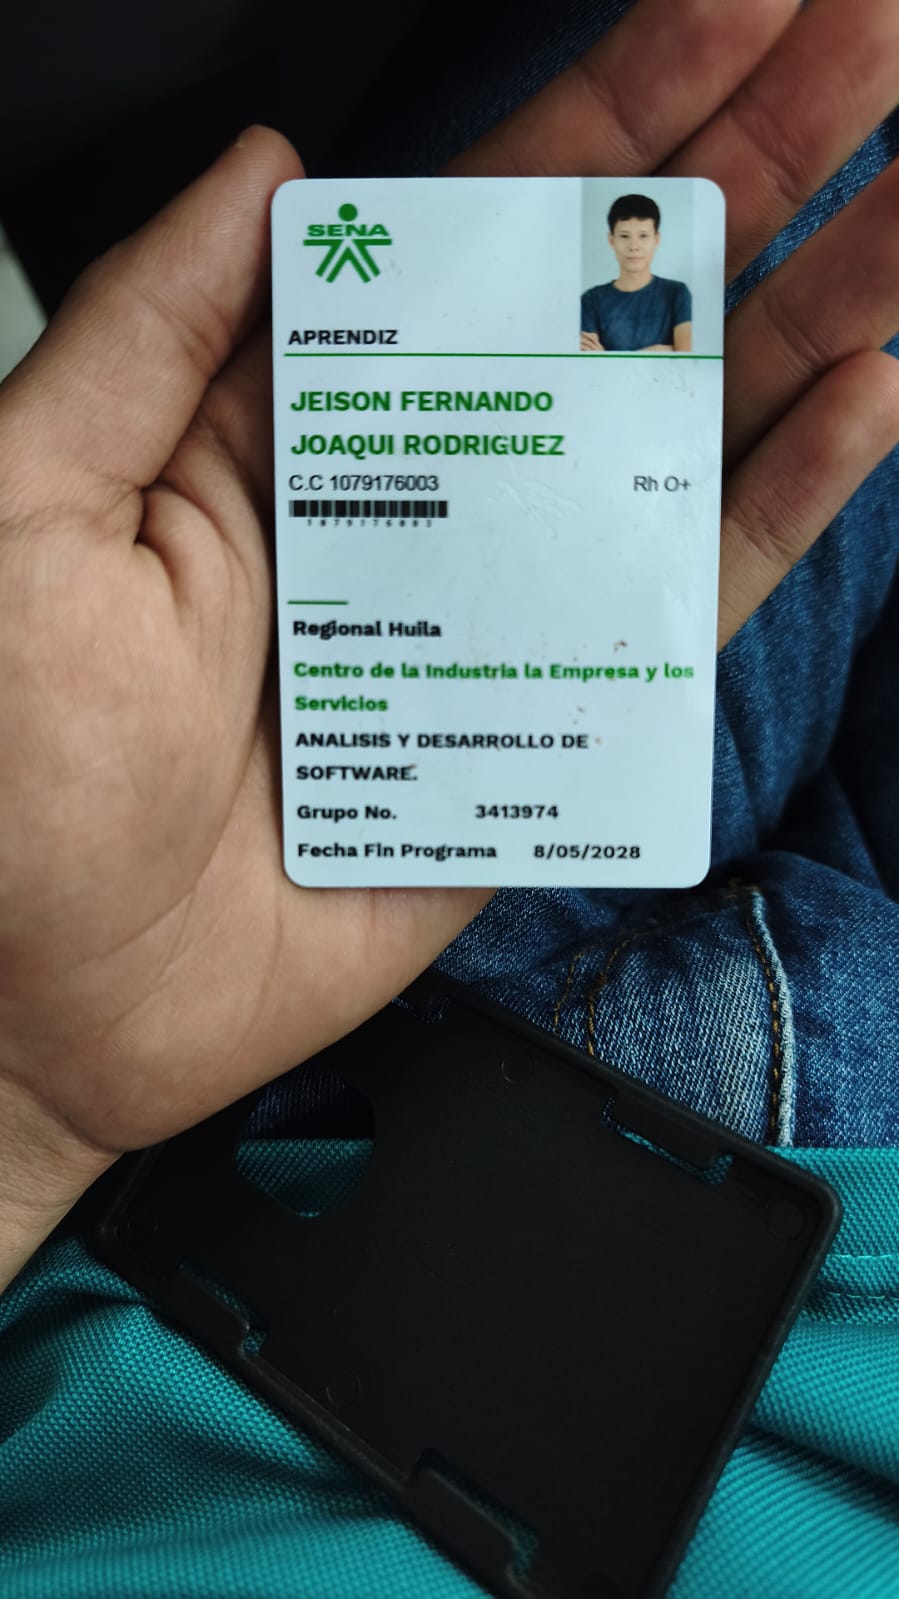 SENA
APRENDIZ
JEISON FERNANDO
JOAQUI RODRIGUEZ
C.C 1079176003 Rh O+
1079176003
Regional Huila
Centro de la Industria la Empresa y los
Servicios
ANALISIS Y DESARROLLO DE
SOFTWARE.
Grupo No. 3413974
Fecha Fin Programa 8/05/2028